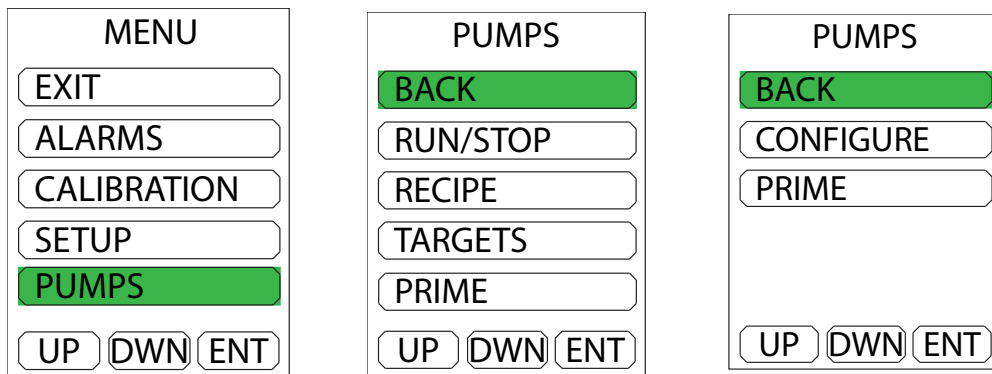 MENU
EXIT
ALARMS
CALIBRATION
SETUP
PUMPS
UP DWN ENT
PUMPS
BACK
RUN/STOP
RECIPE
TARGETS
PRIME
UP DWN ENT
PUMPS
BACK
CONFIGURE
PRIME
UP DWN ENT